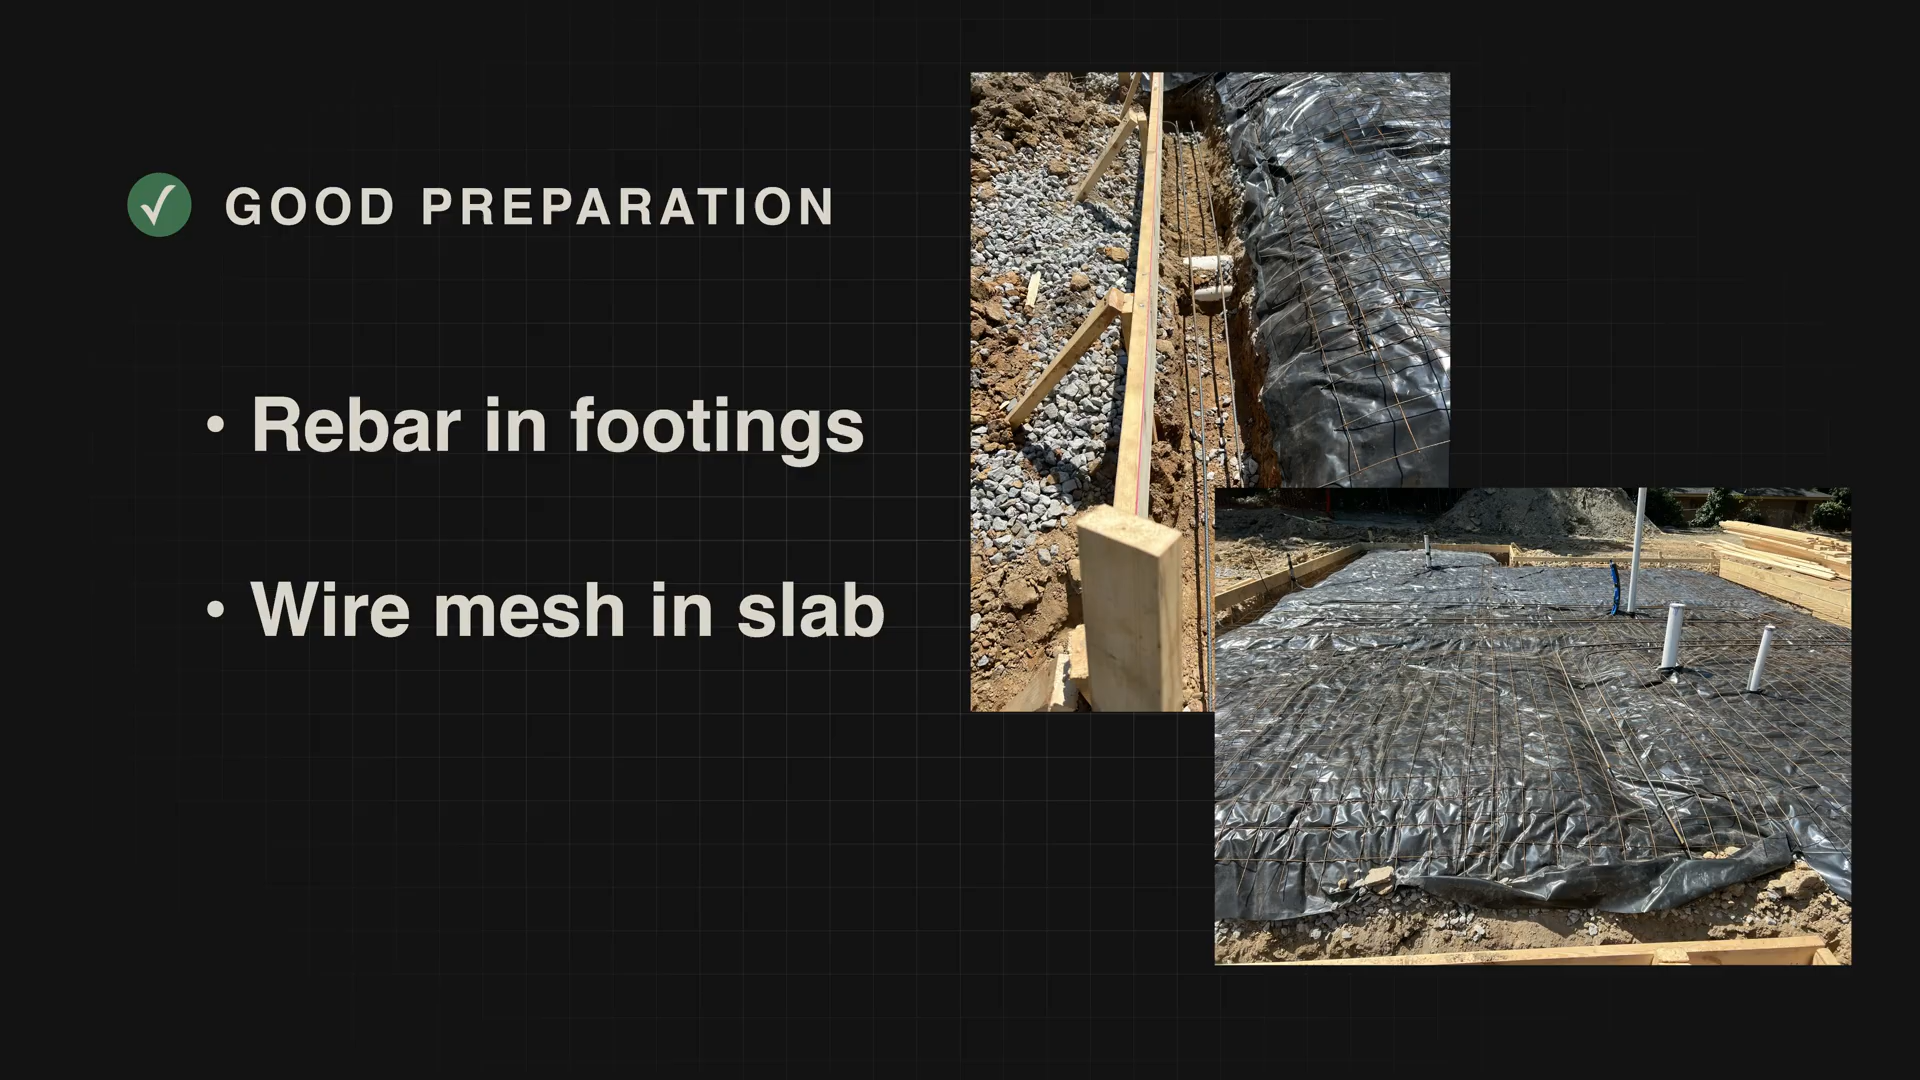 GOOD PREPARATION
• Rebar in footings
• Wire mesh in slab